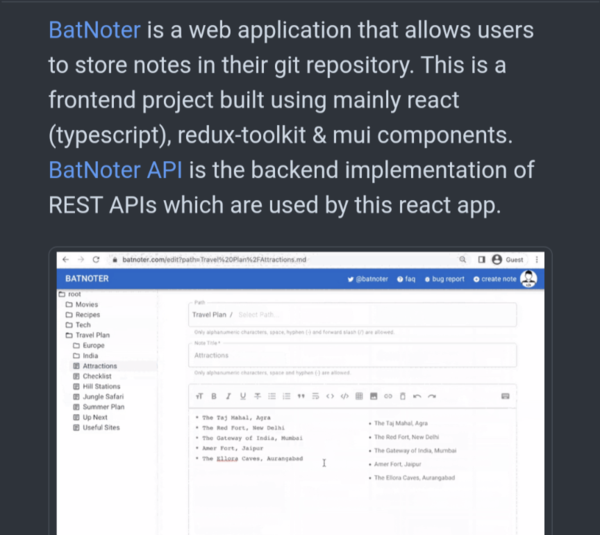 BatNoter is a web application that allows users
to store notes in their git repository. This is a
frontend project built using mainly react
(typescript), redux-toolkit & mui components.
BatNoter API is the backend implementation of
REST APIs which are used by this react app.
batnoter.com/edit?path=Travel%20Plan%2FAttractions.md
Guest
BATNOTER
@batnoter
faq
bug report
create note
root
Movies
Recipes
Tech
Travel Plan
Europe
India
Attractions
Checklist
Hill Stations
Jungle Safari
Summer Plan
Up Next
Useful Sites
Path
Travel Plan / Select Path...
Only alphanumeric characters, space, hyphen (-) and forward slash (/) are allowed.
Note Title*
Attractions
Only alphanumeric characters, space and hyphen (-) are allowed.
* The Taj Mahal, Agra
* The Red Fort, New Delhi
* The Gateway of India, Mumbai
* Amer Fort, Jaipur
* The Ellora Caves, Aurangabad
• The Taj Mahal, Agra
• The Red Fort, New Delhi
• The Gateway of India, Mumbai
• Amer Fort, Jaipur
• The Ellora Caves, Aurangabad